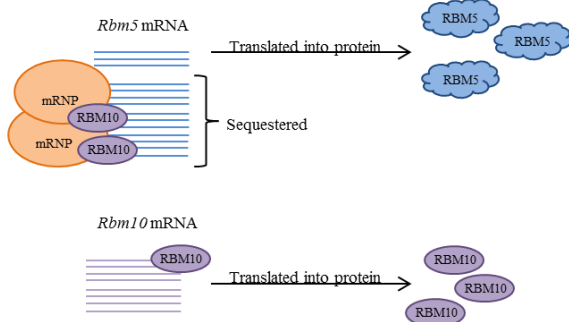 Rbm5 mRNA
Translated into protein
RBM5
RBM5
RBM5
mRNP
RBM10
mRNP
RBM10
Sequestered
Rbm10 mRNA
RBM10
Translated into protein
RBM10
RBM10
RBM10